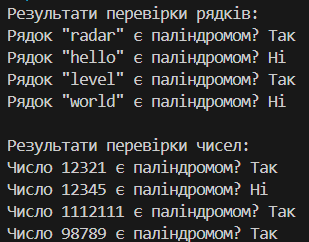 Результати перевірки рядків:
Рядок "radar" є паліндромом? Так
Рядок "hello" є паліндромом? Ні
Рядок "level" є паліндромом? Так
Рядок "world" є паліндромом? Ні
Результати перевірки чисел:
Число 12321 є паліндромом? Так
Число 12345 є паліндромом? Ні
Число 1112111 є паліндромом? Так
Число 98789 є паліндромом? Так